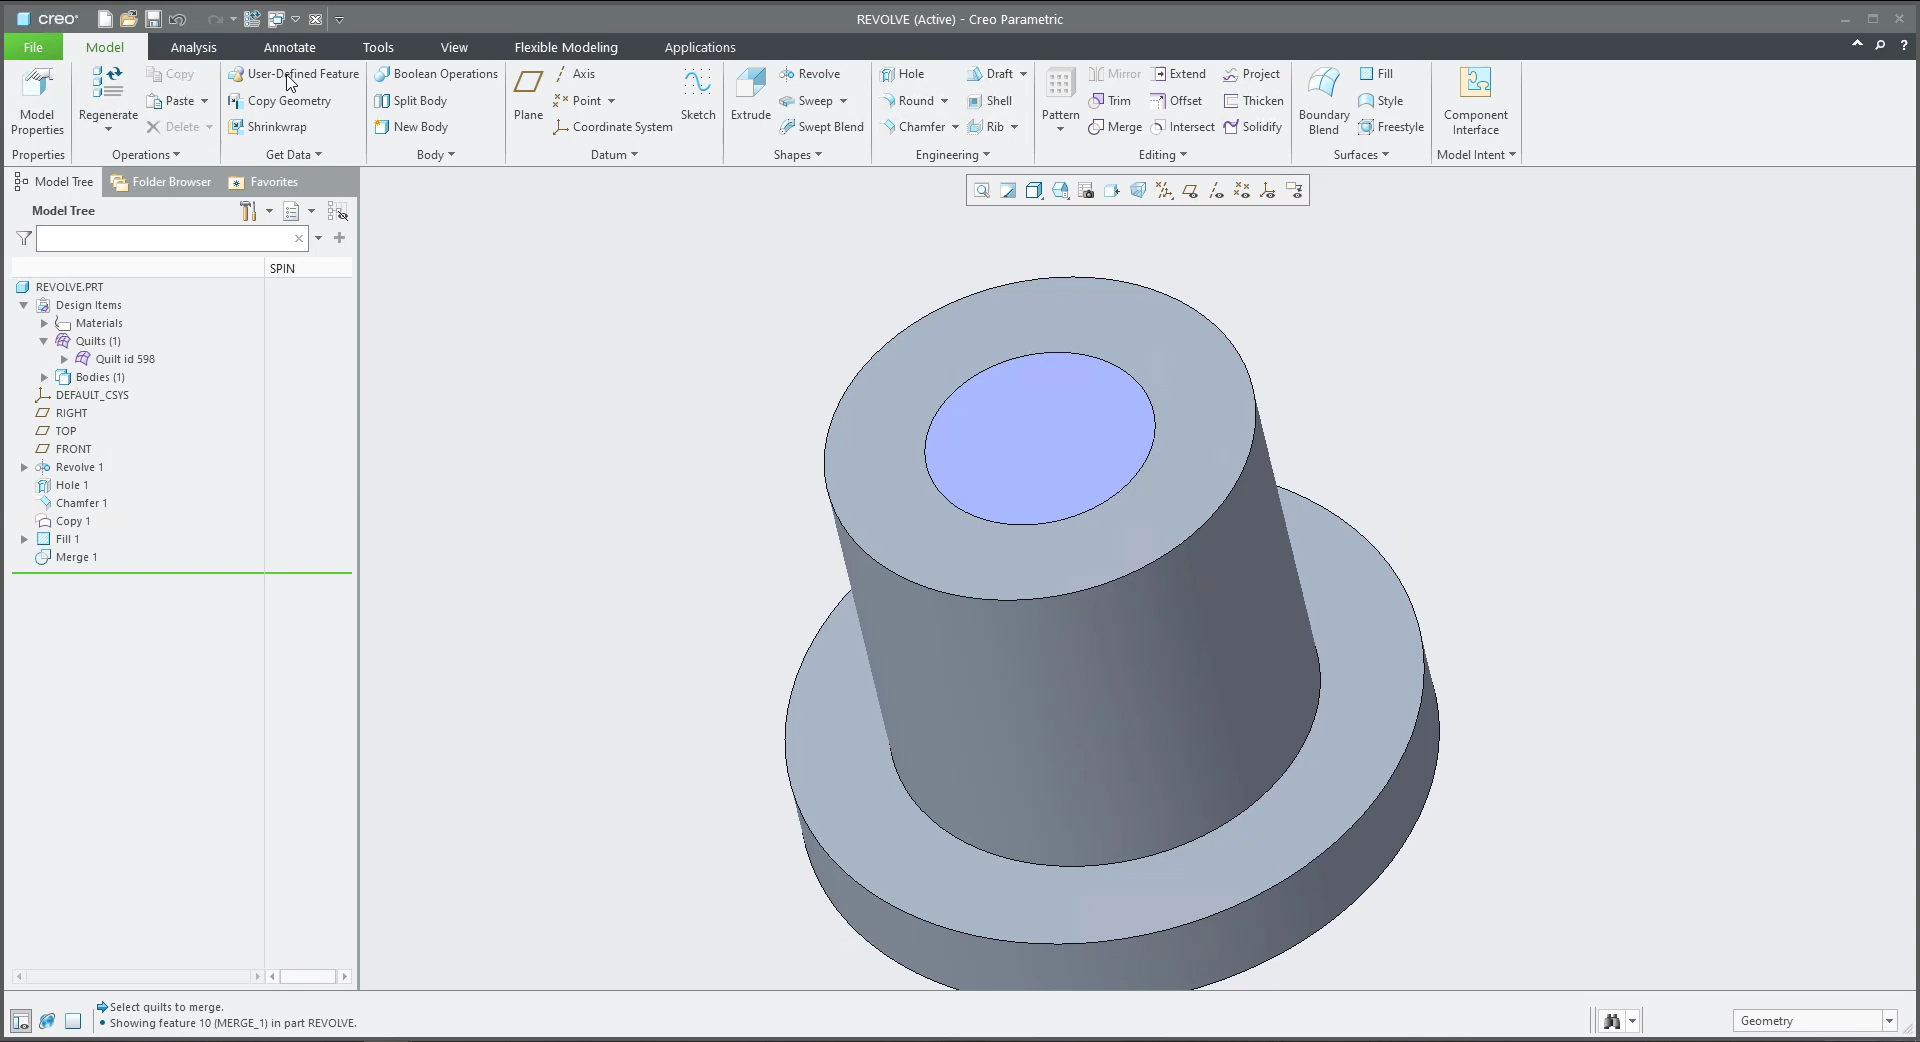 creo
REVOLVE (Active) - Creo Parametric
File Model Analysis Annotate Tools View Flexible Modeling Applications
Model Properties
Regenerate
Copy
Paste
Delete
User-Defined Feature
Copy Geometry
Shrinkwrap
Boolean Operations
Split Body
New Body
Plane
Axis
Point
Coordinate System
Sketch
Extrude
Revolve
Sweep
Swept Blend
Hole
Round
Chamfer
Draft
Shell
Rib
Pattern
Mirror
Trim
Merge
Extend
Offset
Intersect
Project
Thicken
Solidify
Boundary Blend
Fill
Style
Freestyle
Component Interface
Properties Operations Get Data Body Datum Shapes Engineering Editing Surfaces Model Intent
Model Tree Folder Browser Favorites
Model Tree
SPIN
REVOLVE.PRT
Design Items
Materials
Quilts (1)
Quilt id 598
Bodies (1)
DEFAULT_CSYS
RIGHT
TOP
FRONT
Revolve 1
Hole 1
Chamfer 1
Copy 1
Fill 1
Merge 1
Select quilts to merge.
• Showing feature 10 (MERGE_1) in part REVOLVE.
Geometry